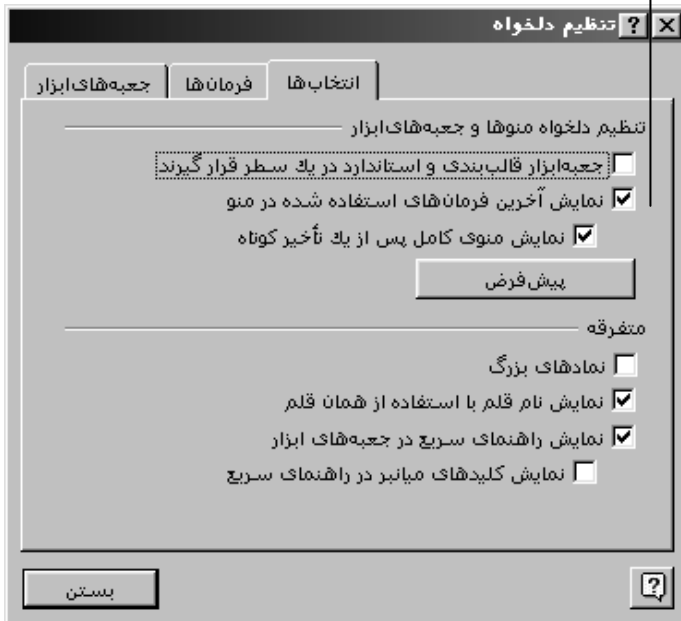 تنظیم دلخواه
انتخاب‌ها
فرمان‌ها
جعبه‌های‌ابزار
تنظیم دلخواه منوها و جعبه‌های‌ابزار
جعبه‌ابزار قالب‌بندی و استاندارد در یك سطر قرار گیرند
نمایش آخرین فرمان‌های استفاده شده در منو
نمایش منوی کامل پس از یك تأخیر کوتاه
پیش‌فرض
متفرقه
نمادهای بزرگ
نمایش نام قلم با استفاده از همان قلم
نمایش راهنمای سریع در جعبه‌های ابزار
نمایش کلیدهای میانبر در راهنمای سریع
بستن